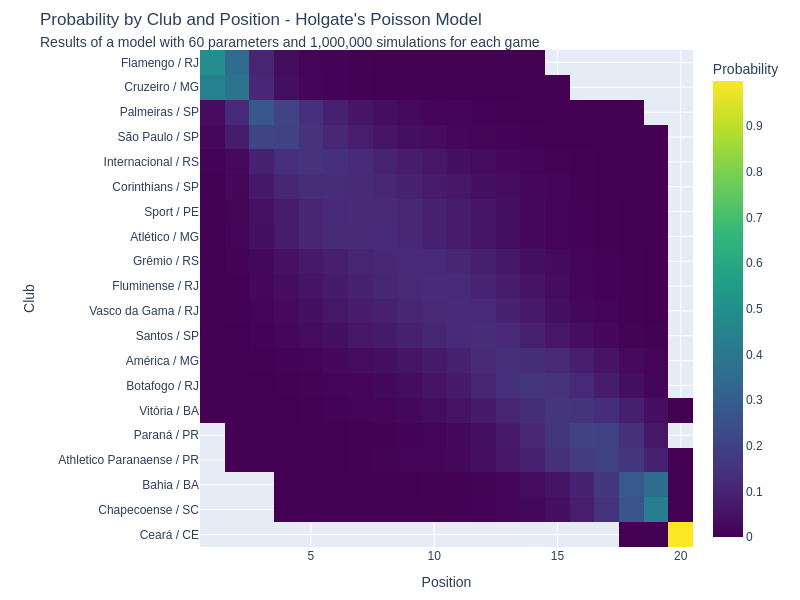 Probability by Club and Position - Holgate's Poisson Model
Results of a model with 60 parameters and 1,000,000 simulations for each game
Probability
Flamengo / RJ
Cruzeiro / MG
Palmeiras / SP
São Paulo / SP
Internacional / RS
Corinthians / SP
Sport / PE
Atlético / MG
Grêmio / RS
Fluminense / RJ
Vasco da Gama / RJ
Santos / SP
América / MG
Botafogo / RJ
Vitória / BA
Paraná / PR
Athletico Paranaense / PR
Bahia / BA
Chapecoense / SC
Ceará / CE
Club
5
10
15
20
Position
0.9
0.8
0.7
0.6
0.5
0.4
0.3
0.2
0.1
0